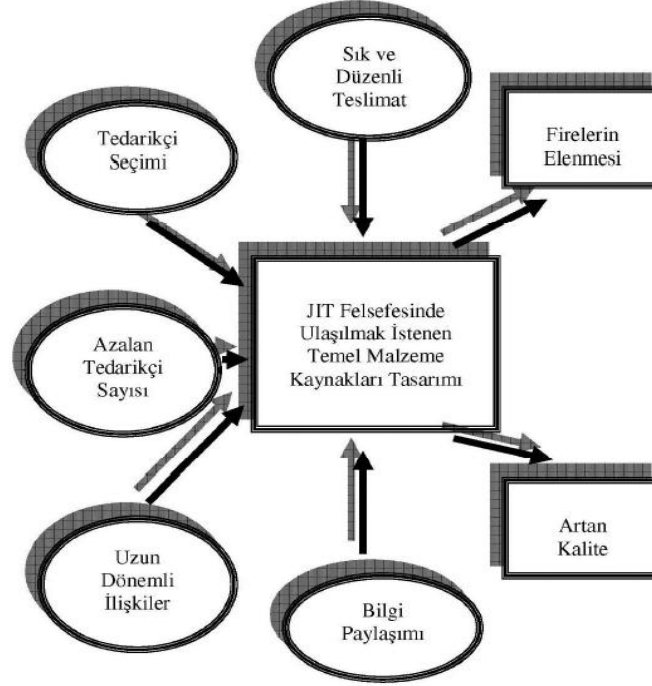 Sık ve
Düzenli
Teslimat
Tedarikçi
Seçimi
Firelerin
Elenmesi
JIT Felsefesinde
Ulaşılmak İstenen
Temel Malzeme
Kaynakları Tasarımı
Azalan
Tedarikçi
Sayısı
Artan
Kalite
Uzun
Dönemli
İlişkiler
Bilgi
Paylaşımı